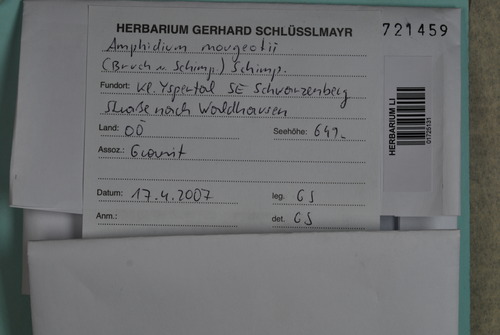 HERBARIUM GERHARD SCHLÜSSLMAYR
721459
Amphidium mougeotii
(Bruch u. Schimp.) Schimp.
Fundort: Kl. Yspertal SE Schwarzenberg
Straße nach Waldhausen
Land: OÖ Seehöhe: 641-
Assoz.: Granit
Datum: 17.4.2007 leg. GS
Anm.: det. GS
HERBARIUM LI